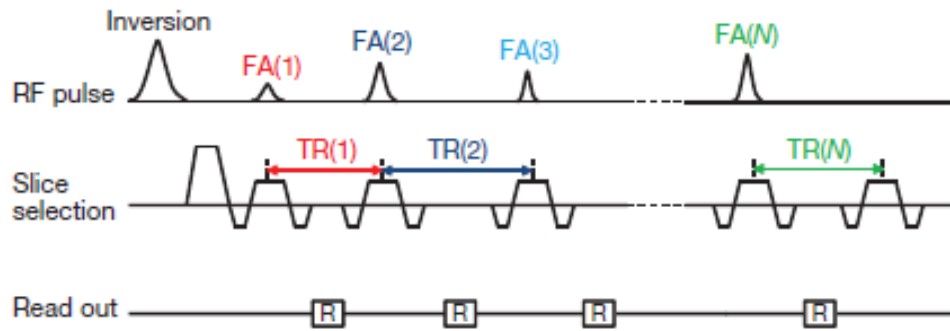 Inversion
FA(1) FA(2) FA(3) FA(N)
RF pulse
TR(1) TR(2) TR(N)
Slice
selection
Read out R R R R